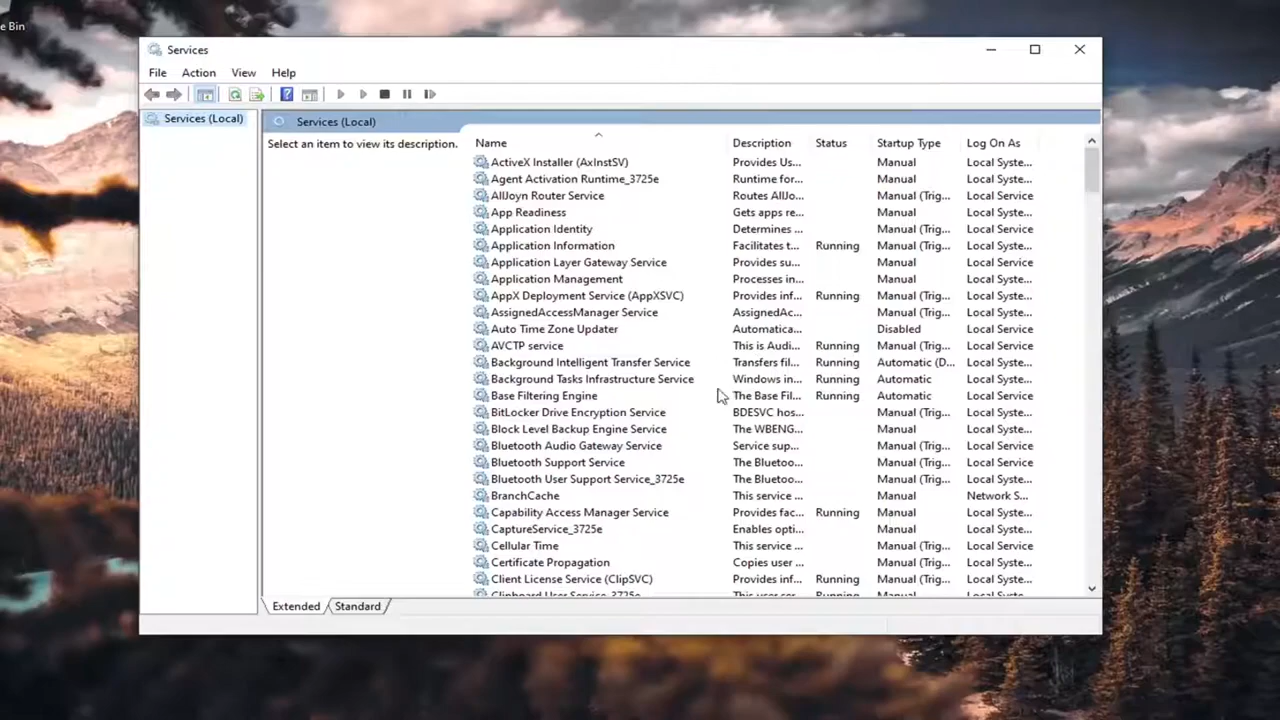 e Bin
Services
File Action View Help
Services (Local)
Services (Local)
Select an item to view its description.
Name Description Status Startup Type Log On As
ActiveX Installer (AxInstSV) Provides Us... Manual Local Syste...
Agent Activation Runtime_3725e Runtime for... Manual Local Syste...
AllJoyn Router Service Routes AllJo... Manual (Trig... Local Service
App Readiness Gets apps re... Manual Local Syste...
Application Identity Determines ... Manual (Trig... Local Service
Application Information Facilitates t... Running Manual (Trig... Local Syste...
Application Layer Gateway Service Provides su... Manual Local Service
Application Management Processes in... Manual Local Syste...
AppX Deployment Service (AppXSVC) Provides inf... Running Manual (Trig... Local Syste...
AssignedAccessManager Service AssignedAc... Manual (Trig... Local Syste...
Auto Time Zone Updater Automatica... Disabled Local Service
AVCTP service This is Audi... Running Manual (Trig... Local Service
Background Intelligent Transfer Service Transfers fil... Running Automatic (D... Local Syste...
Background Tasks Infrastructure Service Windows in... Running Automatic Local Syste...
Base Filtering Engine The Base Fil... Running Automatic Local Service
BitLocker Drive Encryption Service BDESVC hos... Manual (Trig... Local Syste...
Block Level Backup Engine Service The WBENG... Manual Local Syste...
Bluetooth Audio Gateway Service Service sup... Manual (Trig... Local Service
Bluetooth Support Service The Bluetoo... Manual (Trig... Local Service
Bluetooth User Support Service_3725e The Bluetoo... Manual (Trig... Local Syste...
BranchCache This service ... Manual Network S...
Capability Access Manager Service Provides fac... Running Manual Local Syste...
CaptureService_3725e Enables opti... Manual Local Syste...
Cellular Time This service ... Manual (Trig... Local Service
Certificate Propagation Copies user ... Manual (Trig... Local Syste...
Client License Service (ClipSVC) Provides inf... Running Manual (Trig... Local Syste...
Clipboard User Service_3725e This user ser... Running Manual Local Syste...
Extended Standard